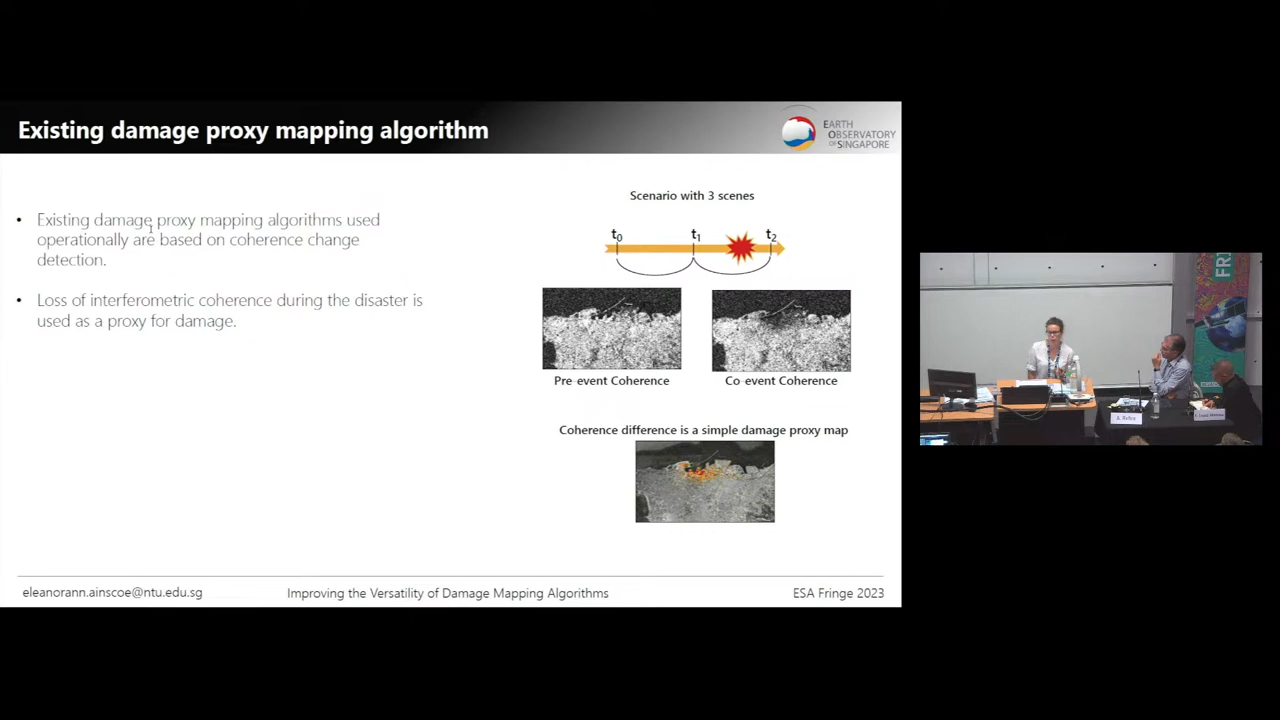 Existing damage proxy mapping algorithm
EARTH
OBSERVATORY
OF SINGAPORE
• Existing damage proxy mapping algorithms used
operationally are based on coherence change
detection.
• Loss of interferometric coherence during the disaster is
used as a proxy for damage.
Scenario with 3 scenes
t0 t1 t2
Pre-event Coherence
Co-event Coherence
Coherence difference is a simple damage proxy map
eleanorann.ainscoe@ntu.edu.sg
Improving the Versatility of Damage Mapping Algorithms
ESA Fringe 2023
FRI